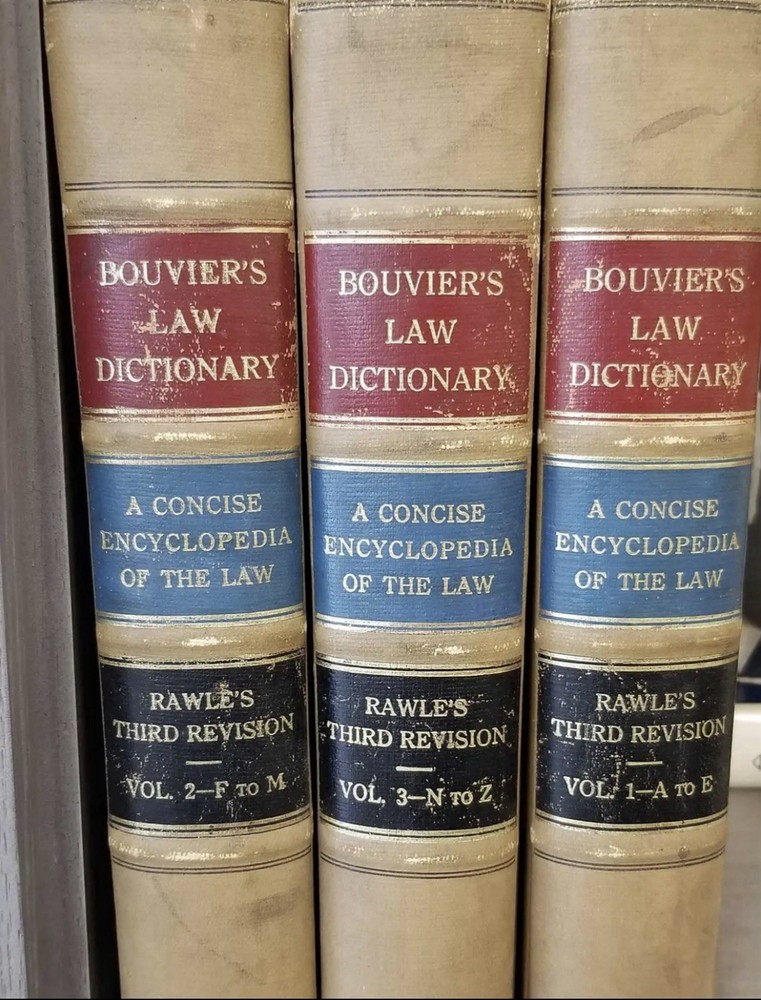 BOUVIER'S
LAW
DICTIONARY
A CONCISE
ENCYCLOPEDIA
OF THE LAW
RAWLE'S
THIRD REVISION
VOL. 2—F TO M
BOUVIER'S
LAW
DICTIONARY
A CONCISE
ENCYCLOPEDIA
OF THE LAW
RAWLE'S
THIRD REVISION
VOL. 3—N TO Z
BOUVIER'S
LAW
DICTIONARY
A CONCISE
ENCYCLOPEDIA
OF THE LAW
RAWLE'S
THIRD REVISION
VOL. 1—A TO E